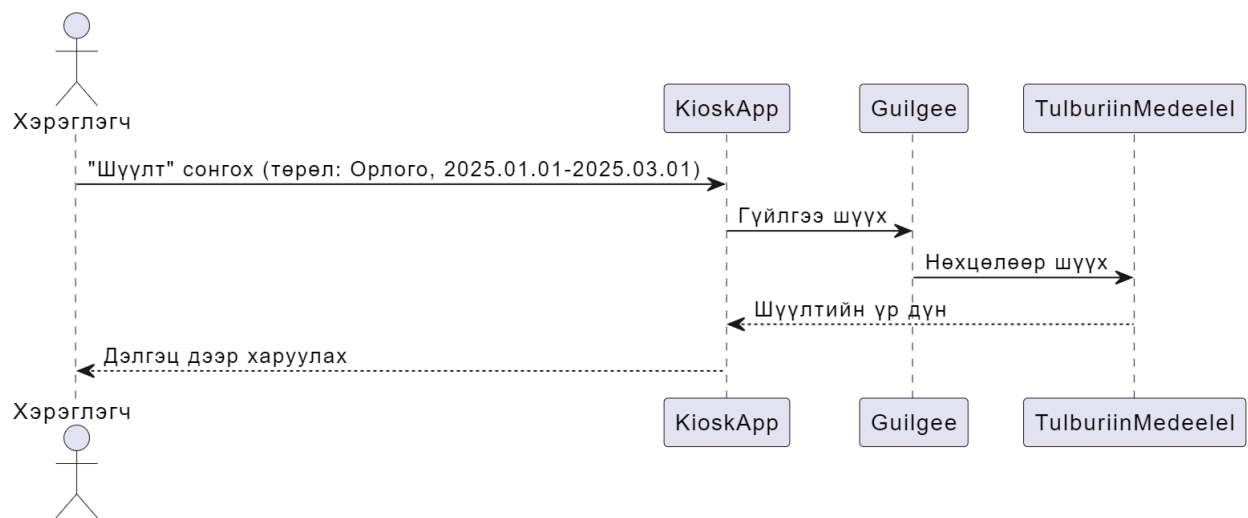 Хэрэглэгч
KioskApp
Guilgee
TulburiinMedeelel
"Шүүлт" сонгох (төрөл: Орлого, 2025.01.01-2025.03.01)
Гүйлгээ шүүх
Нөхцөлөөр шүүх
Шүүлтийн үр дүн
Дэлгэц дээр харуулах
Хэрэглэгч
KioskApp
Guilgee
TulburiinMedeelel